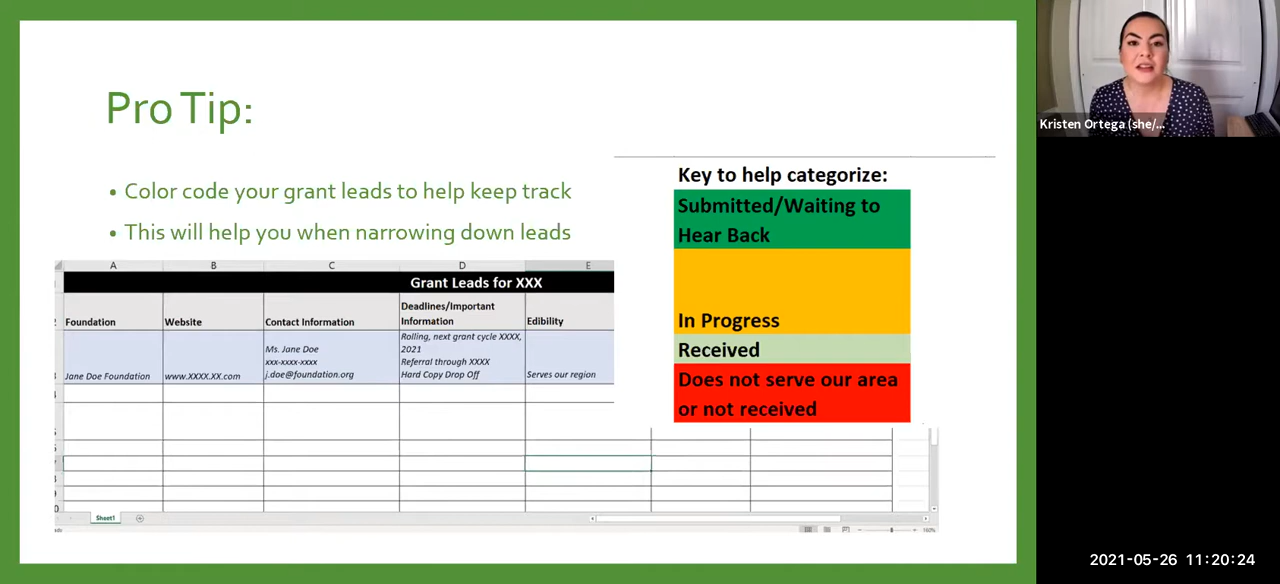 Pro Tip:
• Color code your grant leads to help keep track
• This will help you when narrowing down leads
Key to help categorize:
Submitted/Waiting to
Hear Back
In Progress
Received
Does not serve our area
or not received
A B C D E
Grant Leads for XXX
Foundation
Website
Contact Information
Deadlines/Important
Information
Edibility
Jane Doe Foundation
www.XXXX.XX.com
Ms. Jane Doe
xxx-xxxx-xxxx
j.doe@foundation.org
Rolling, next grant cycle XXXX,
2021
Referral through XXXX
Hard Copy Drop Off
Serves our region
Sheet1
160%
Kristen Ortega (she/...
2021-05-26 11:20:24